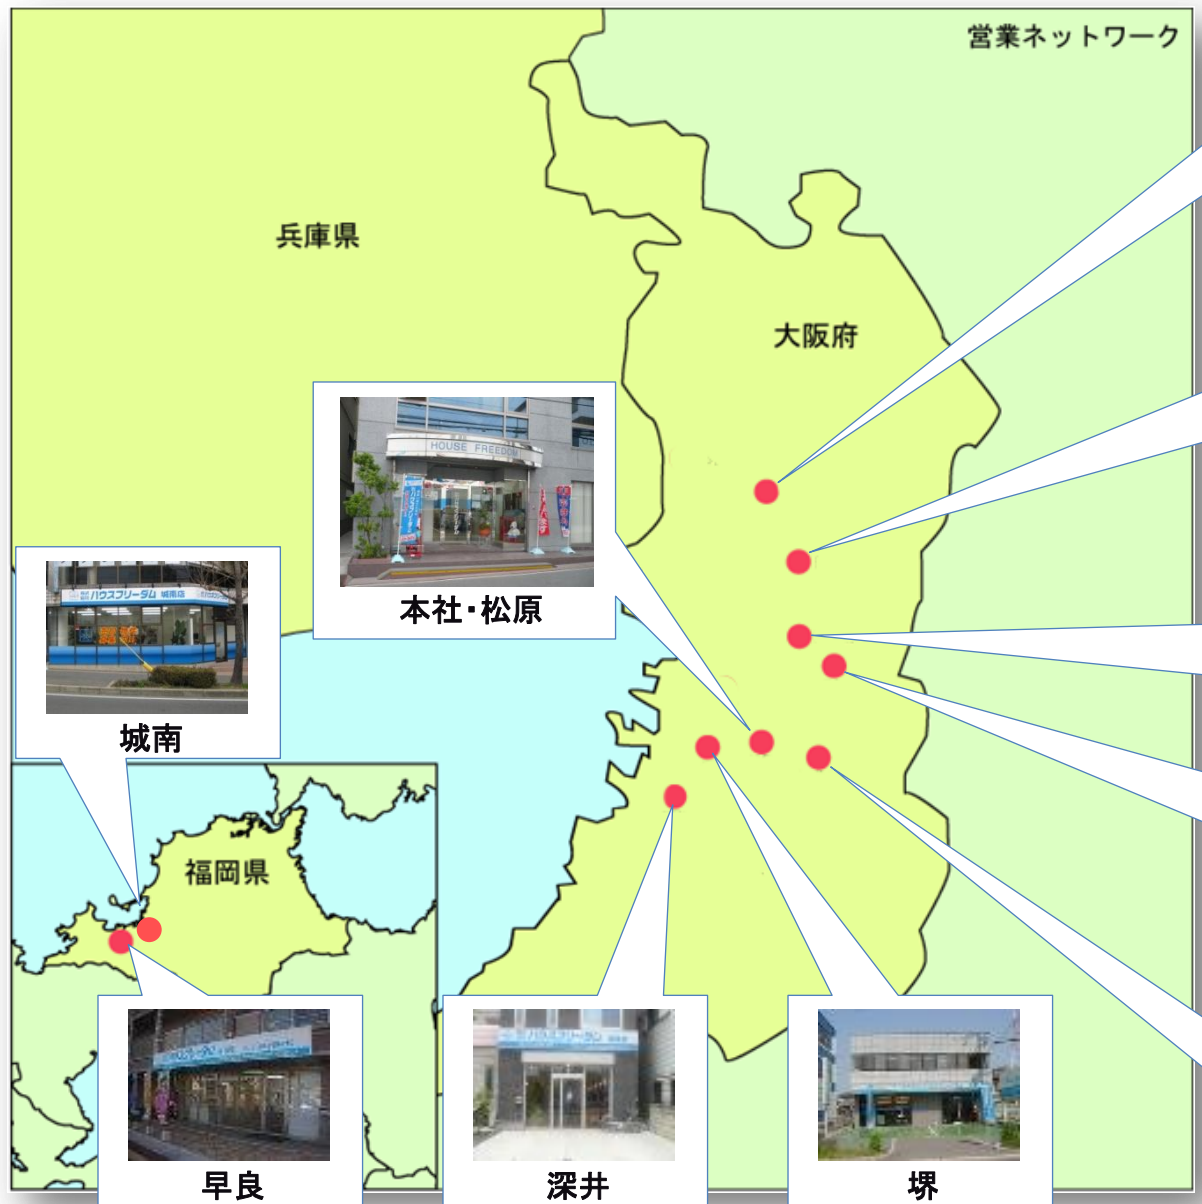 営業ネットワーク
兵庫県
大阪府
HOUSE FREEDOM
本社・松原
ハウスフリーダム 城南店
城南
福岡県
早良
深井
堺